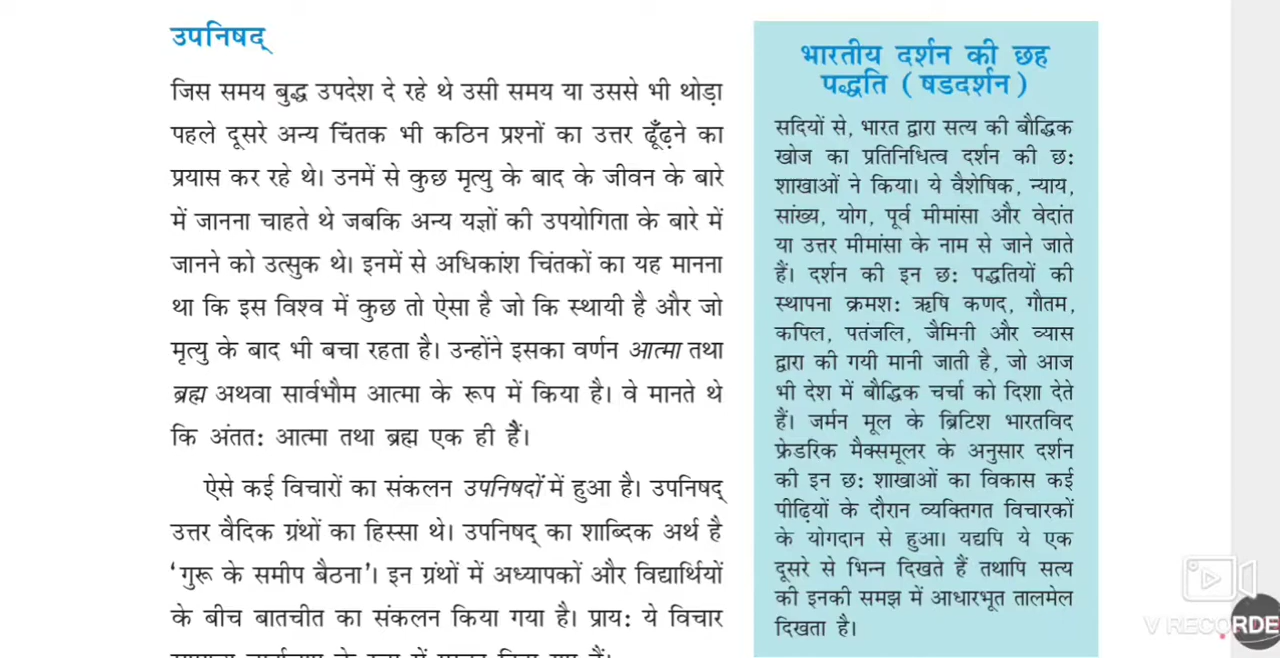 उपनिषद्
जिस समय बुद्ध उपदेश दे रहे थे उसी समय या उससे भी थोड़ा
पहले दूसरे अन्य चिंतक भी कठिन प्रश्नों का उत्तर ढूँढ़ने का
प्रयास कर रहे थे। उनमें से कुछ मृत्यु के बाद के जीवन के बारे
में जानना चाहते थे जबकि अन्य यज्ञों की उपयोगिता के बारे में
जानने को उत्सुक थे। इनमें से अधिकांश चिंतकों का यह मानना
था कि इस विश्व में कुछ तो ऐसा है जो कि स्थायी है और जो
मृत्यु के बाद भी बचा रहता है। उन्होंने इसका वर्णन आत्मा तथा
ब्रह्म अथवा सार्वभौम आत्मा के रूप में किया है। वे मानते थे
कि अंततः आत्मा तथा ब्रह्म एक ही हैं।
ऐसे कई विचारों का संकलन उपनिषदों में हुआ है। उपनिषद्
उत्तर वैदिक ग्रंथों का हिस्सा थे। उपनिषद् का शाब्दिक अर्थ है
‘गुरू के समीप बैठना’। इन ग्रंथों में अध्यापकों और विद्यार्थियों
के बीच बातचीत का संकलन किया गया है। प्रायः ये विचार
भारतीय दर्शन की छह
पद्धति (षडदर्शन)
सदियों से, भारत द्वारा सत्य की बौद्धिक
खोज का प्रतिनिधित्व दर्शन की छः
शाखाओं ने किया। ये वैशेषिक, न्याय,
सांख्य, योग, पूर्व मीमांसा और वेदांत
या उत्तर मीमांसा के नाम से जाने जाते
हैं। दर्शन की इन छः पद्धतियों की
स्थापना क्रमशः ऋषि कणद, गौतम,
कपिल, पतंजलि, जैमिनी और व्यास
द्वारा की गयी मानी जाती है, जो आज
भी देश में बौद्धिक चर्चा को दिशा देते
हैं। जर्मन मूल के ब्रिटिश भारतविद
फ्रेडरिक मैक्समूलर के अनुसार दर्शन
की इन छः शाखाओं का विकास कई
पीढ़ियों के दौरान व्यक्तिगत विचारकों
के योगदान से हुआ। यद्यपि ये एक
दूसरे से भिन्न दिखते हैं तथापि सत्य
की इनकी समझ में आधारभूत तालमेल
दिखता है।
V RECORDE